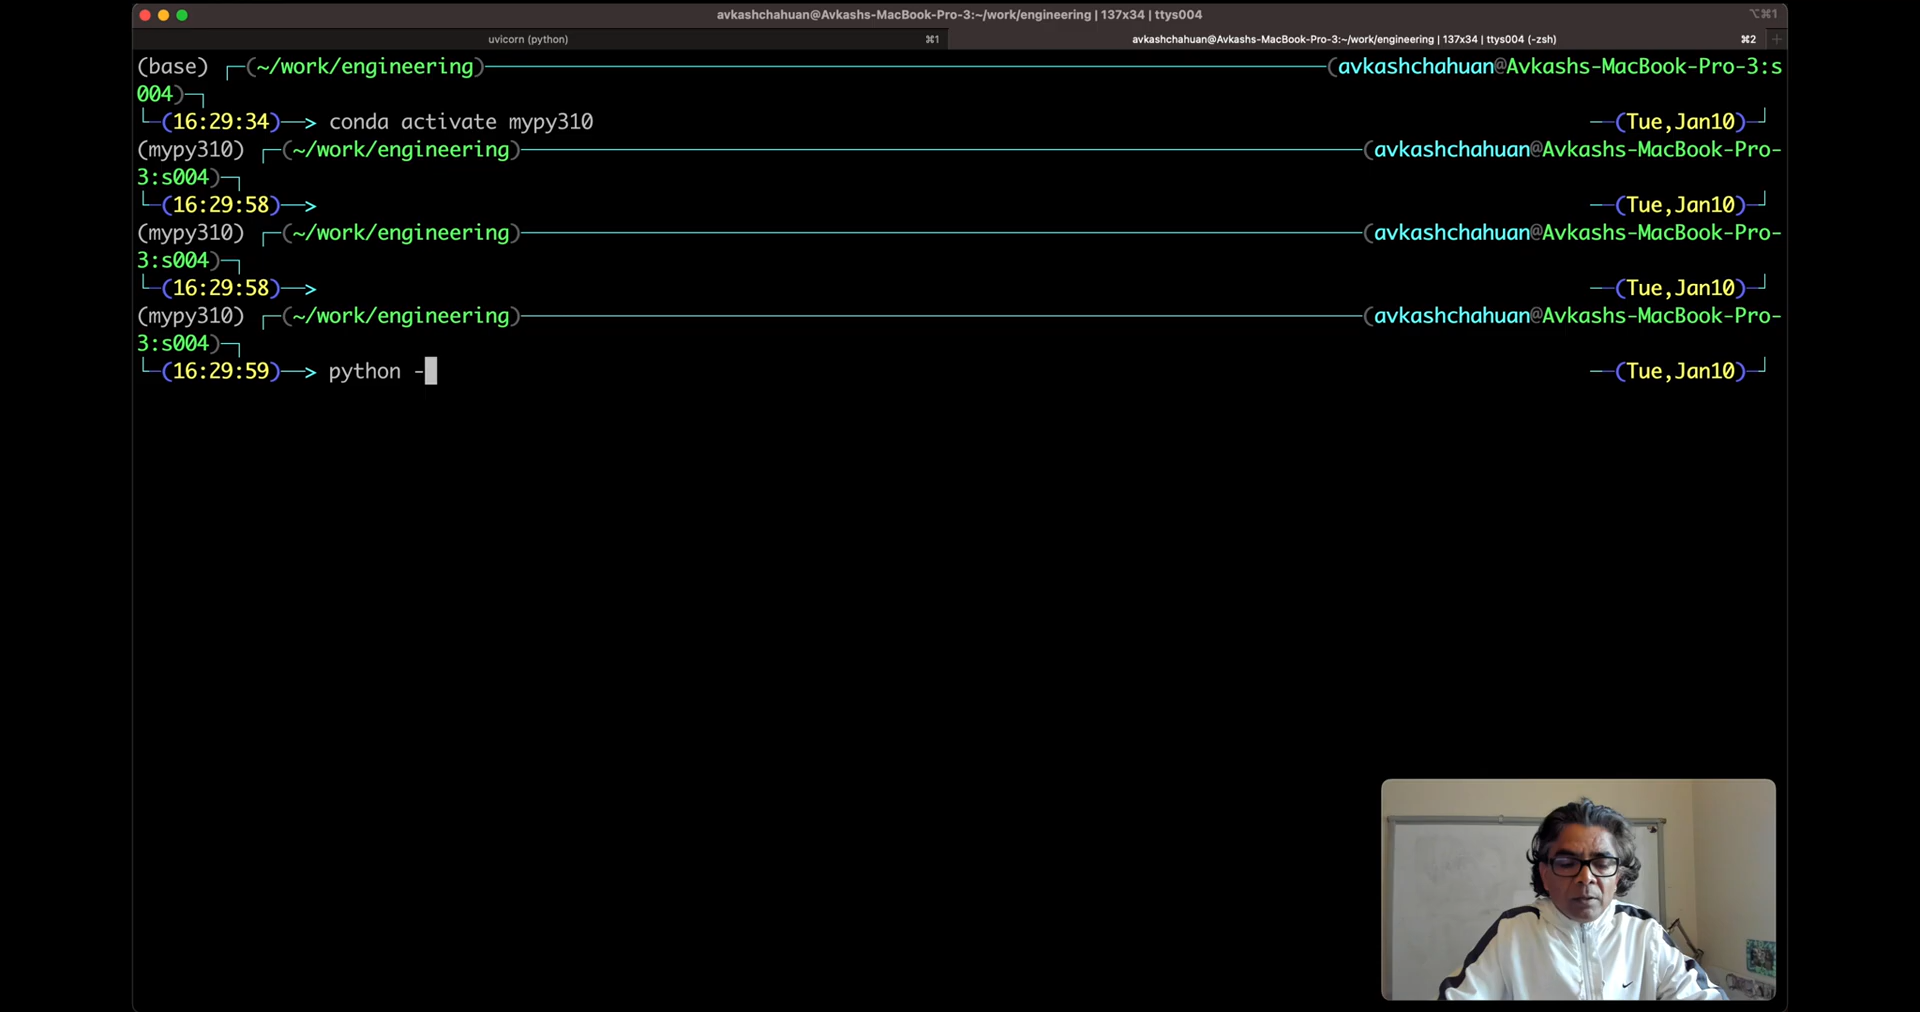 avkashchahuan@Avkashs-MacBook-Pro-3:~/work/engineering | 137x34 | ttys004 ⌥⌘1
uvicorn (python) ⌘1 avkashchahuan@Avkashs-MacBook-Pro-3:~/work/engineering | 137x34 | ttys004 (-zsh) ⌘2 +
(base) ┌─(~/work/engineering)─(avkashchahuan@Avkashs-MacBook-Pro-3:s
004)─┐
└─(16:29:34)──> conda activate mypy310 ──(Tue,Jan10)─┘
(mypy310) ┌─(~/work/engineering)─(avkashchahuan@Avkashs-MacBook-Pro-
3:s004)─┐
└─(16:29:58)──> ──(Tue,Jan10)─┘
(mypy310) ┌─(~/work/engineering)─(avkashchahuan@Avkashs-MacBook-Pro-
3:s004)─┐
└─(16:29:58)──> ──(Tue,Jan10)─┘
(mypy310) ┌─(~/work/engineering)─(avkashchahuan@Avkashs-MacBook-Pro-
3:s004)─┐
└─(16:29:59)──> python - ──(Tue,Jan10)─┘